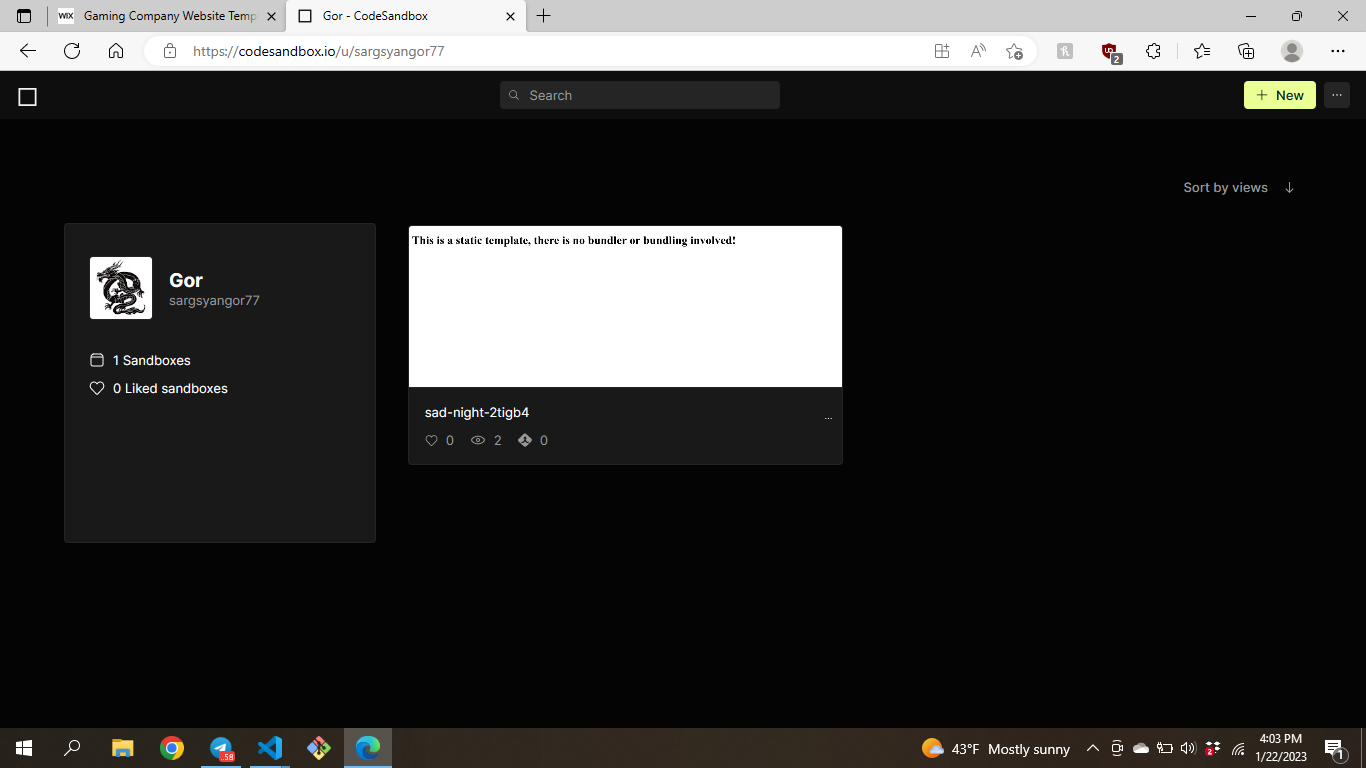 WIX Gaming Company Website Temp
Gor - CodeSandbox
https://codesandbox.io/u/sargsyangor77
2
Search
New
Sort by views
Gor
sargsyangor77
1 Sandboxes
0 Liked sandboxes
This is a static template, there is no bundler or bundling involved!
sad-night-2tigb4
...
0 2 0
58
43°F Mostly sunny
2
4:03 PM
1/22/2023
1